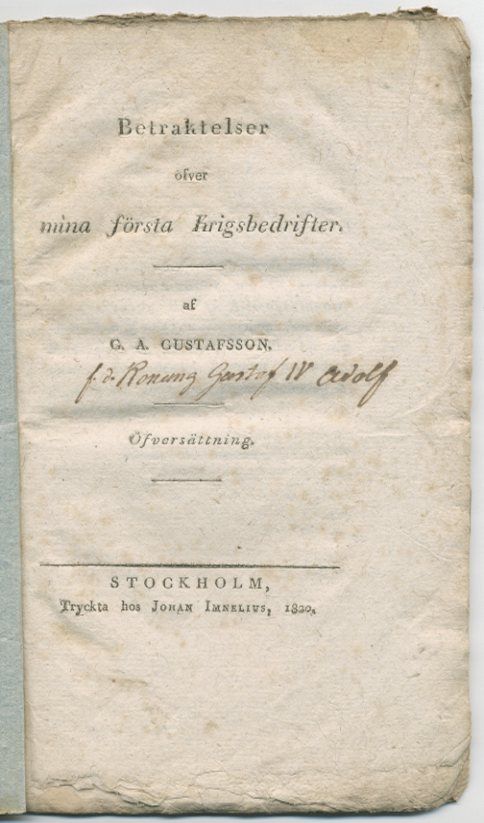 Betraktelser
öfver
mina första Krigsbedrifter.
af
G. A. GUSTAFSSON.
f. d. Konung Gustaf IV Adolf
Öfversättning.
STOCKHOLM,
Tryckta hos JOHAN IMNELIUS, 1820.